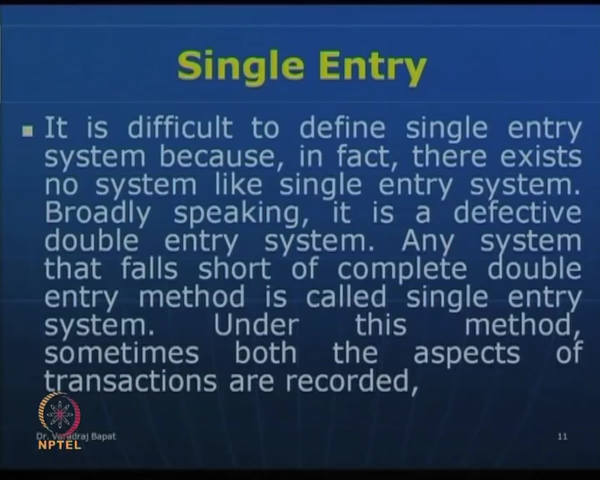 Single Entry
It is difficult to define single entry
system because, in fact, there exists
no system like single entry system.
Broadly speaking, it is a defective
double entry system. Any system
that falls short of complete double
entry method is called single entry
system. Under this method,
sometimes both the aspects of
transactions are recorded,
Dr. Varadraj Bapat
NPTEL
11